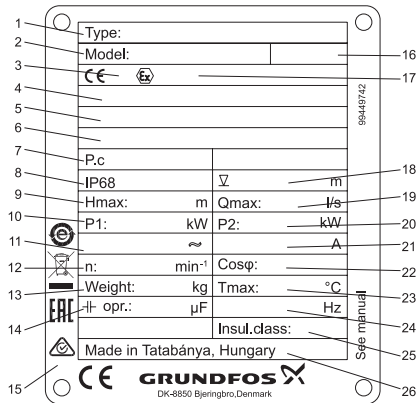 1 Type:
2 Model: 16
3 CE Ex 17
4
5
6
7 P.c
8 IP68 m 18
9 Hmax: m Qmax: l/s 19
10 P1: kW P2: kW 20
11 A 21
12 n: min-1 Cosφ: 22
13 Weight: kg Tmax: °C 23
14 opr.: µF Hz 24
Insul.class: 25
Made in Tatabánya, Hungary 26
15 CE GRUNDFOS
DK-8850 Bjeringbro,Denmark
99449742
See manual
EAC